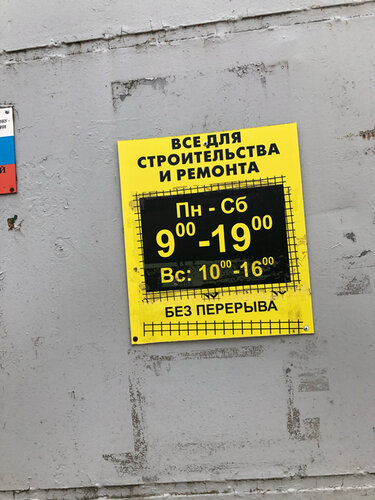 ВСЕ ДЛЯ
СТРОИТЕЛЬСТВА
И РЕМОНТА
Пн - Сб
9⁰⁰-19⁰⁰
Вс: 10⁰⁰-16⁰⁰
БЕЗ ПЕРЕРЫВА